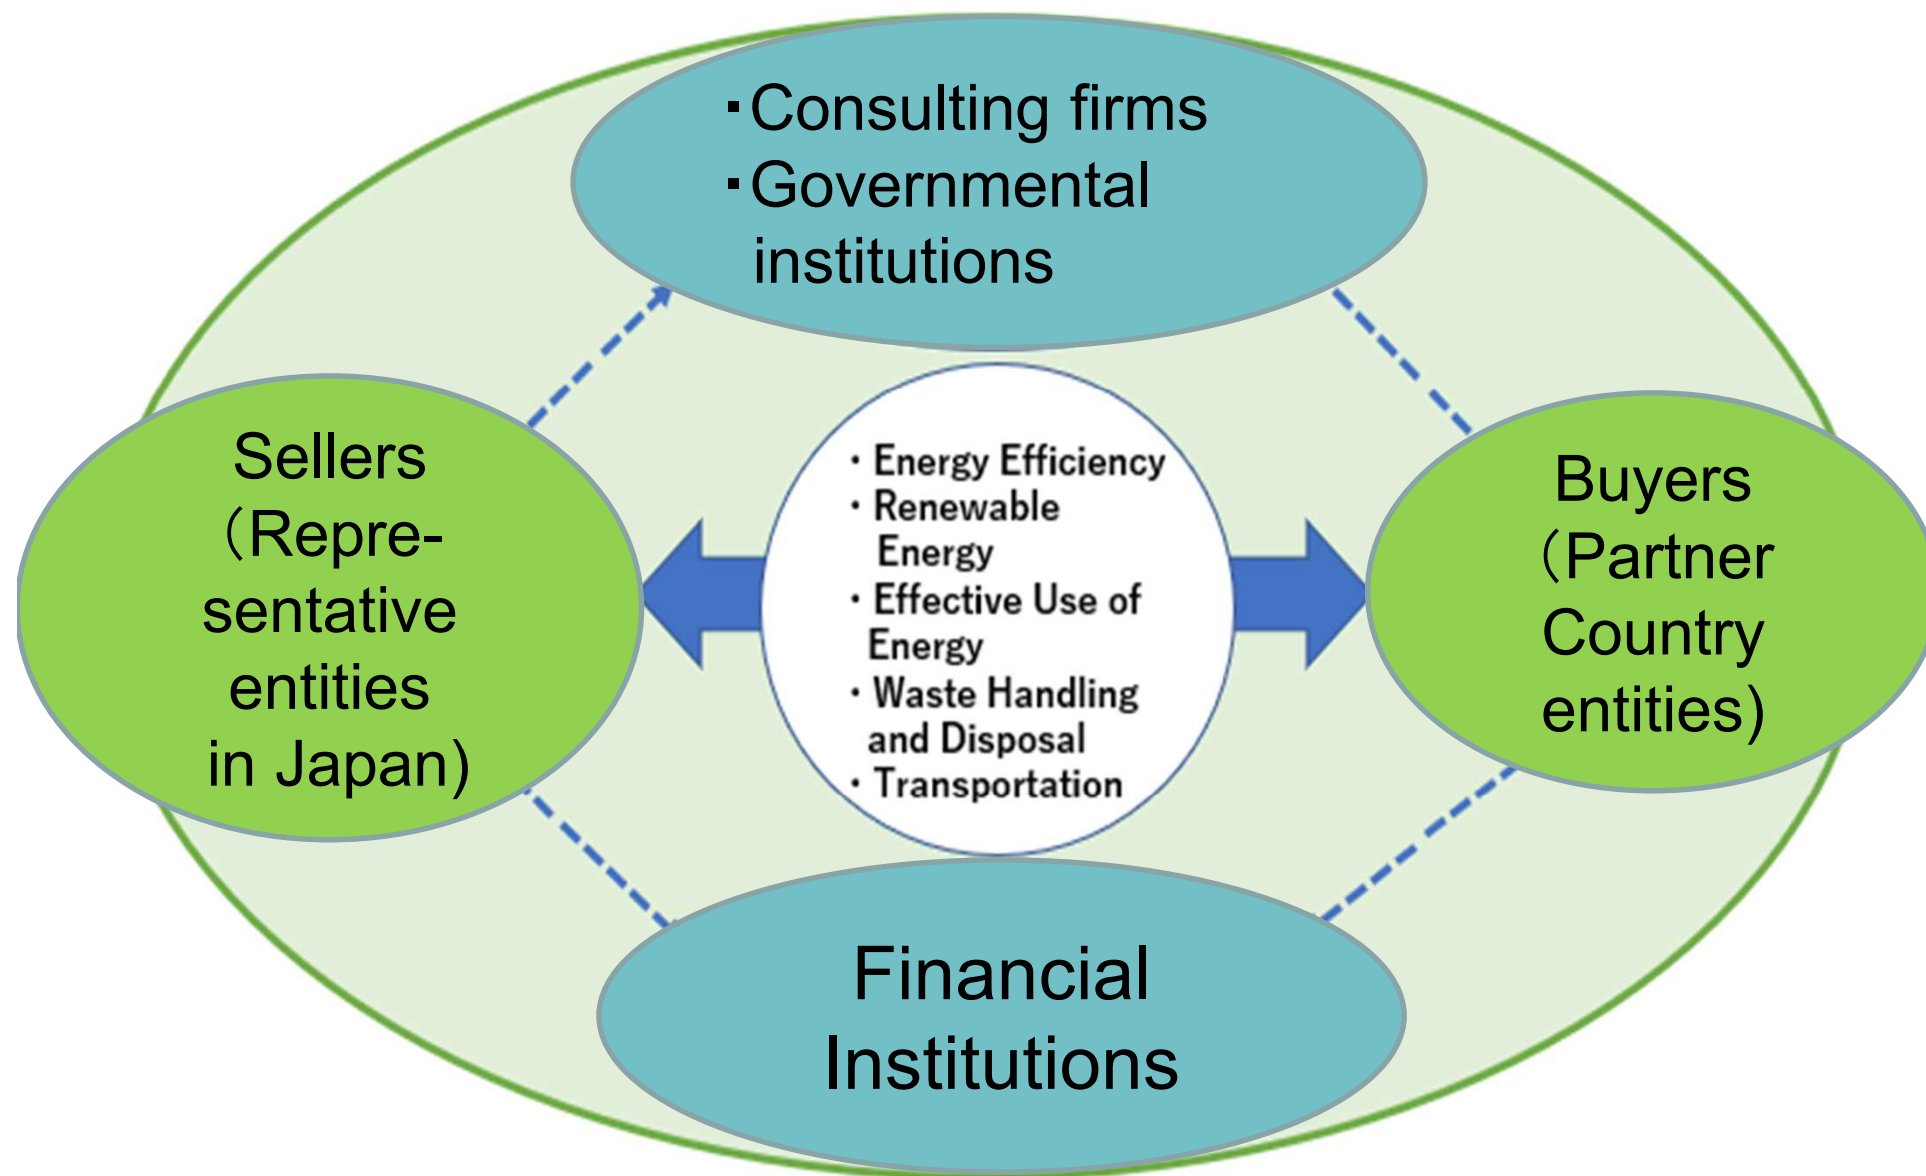 ・Consulting firms
・Governmental
institutions
Sellers
（Repre-
sentative
entities
in Japan)
・Energy Efficiency
・Renewable
Energy
・Effective Use of
Energy
・Waste Handling
and Disposal
・Transportation
Buyers
（Partner
Country
entities)
Financial
Institutions